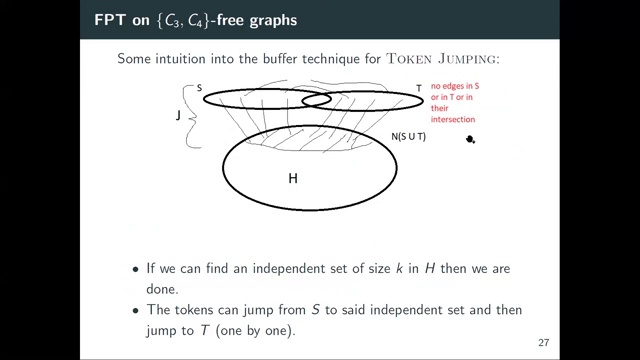 FPT on {C₃, C₄}-free graphs
Some intuition into the buffer technique for TOKEN JUMPING:
S
T
no edges in S
or in T or in
their
intersection
J
N(S U T)
H
• If we can find an independent set of size k in H then we are
done.
• The tokens can jump from S to said independent set and then
jump to T (one by one).
27